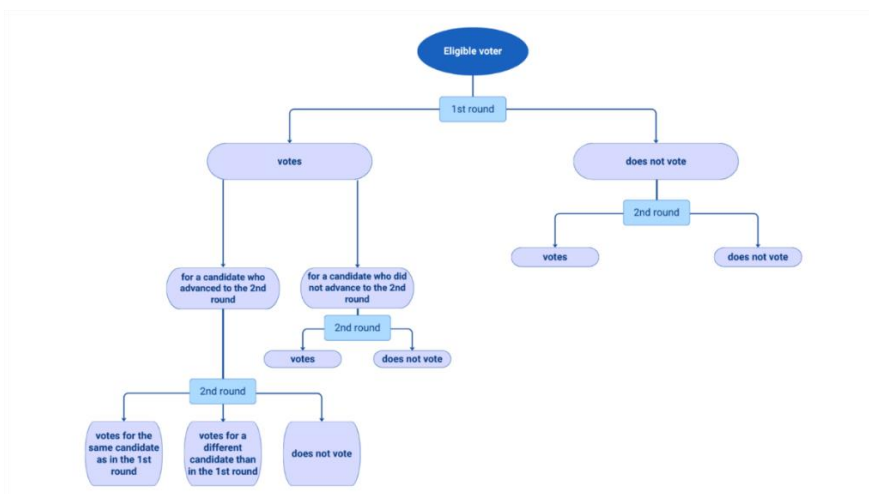 Eligible voter
1st round
votes
does not vote
2nd round
votes
does not vote
for a candidate who
advanced to the 2nd
round
for a candidate who did
not advance to the 2nd
round
2nd round
votes
does not vote
2nd round
votes for the
same candidate
as in the 1st
round
votes for a
different
candidate than
in the 1st round
does not vote